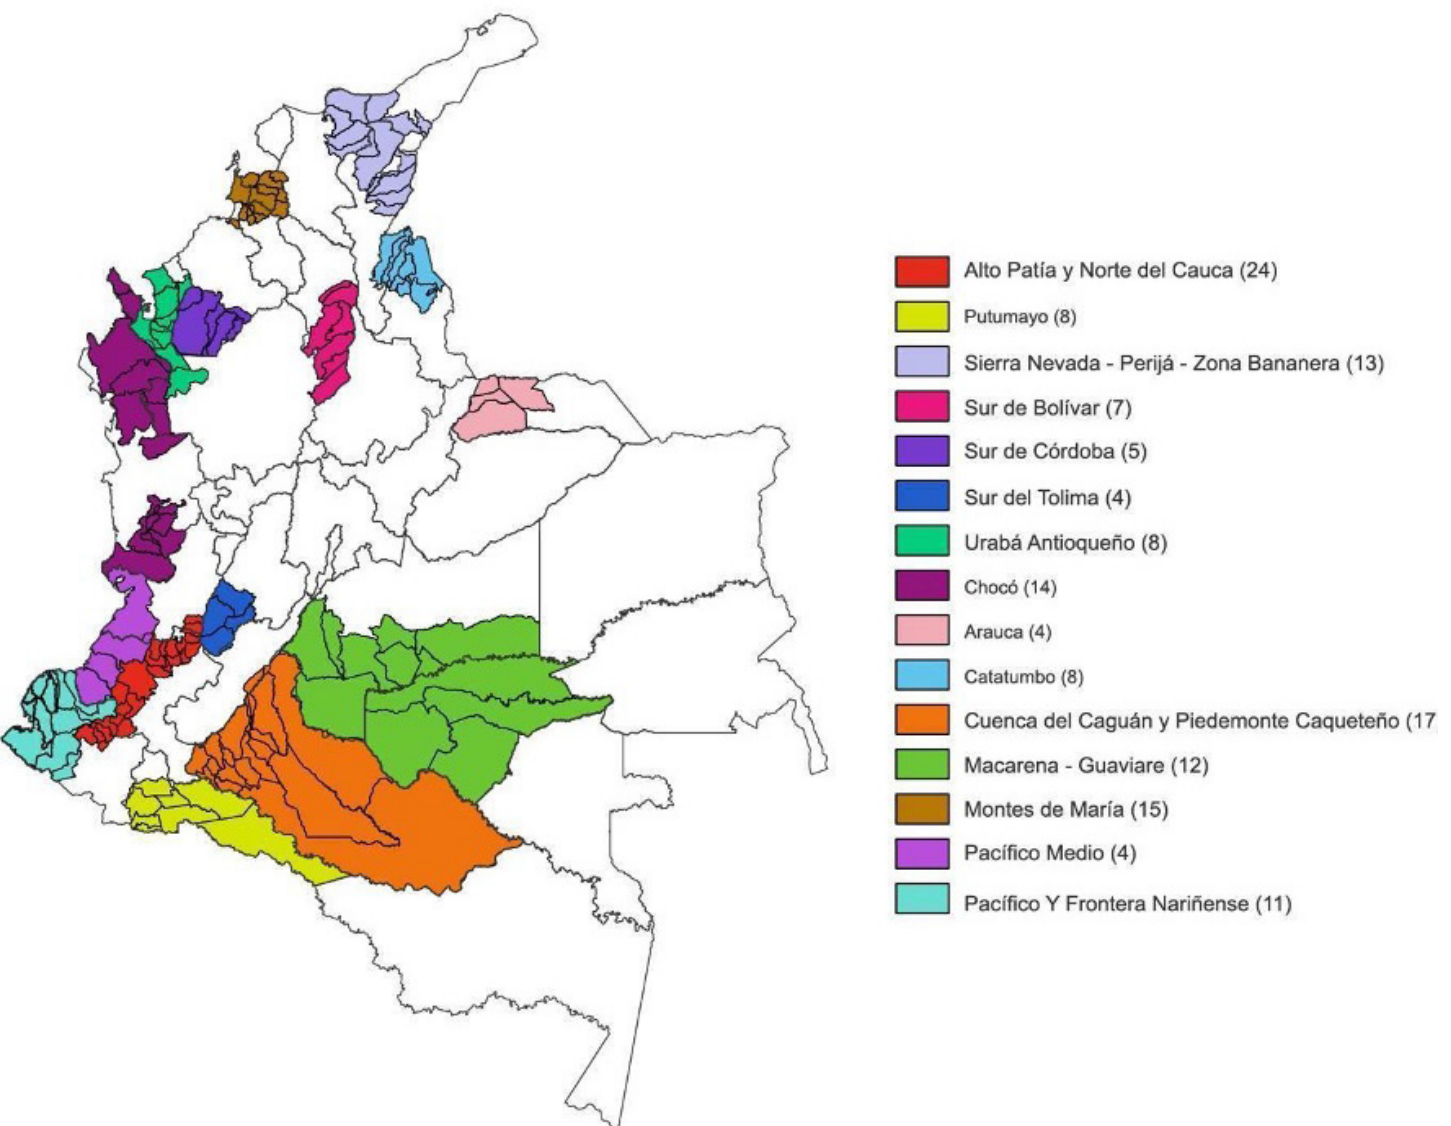 Alto Patía y Norte del Cauca (24)
Putumayo (8)
Sierra Nevada - Perijá - Zona Bananera (13)
Sur de Bolívar (7)
Sur de Córdoba (5)
Sur del Tolima (4)
Urabá Antioqueño (8)
Chocó (14)
Arauca (4)
Catatumbo (8)
Cuenca del Caguán y Piedemonte Caqueteño (17
Macarena - Guaviare (12)
Montes de María (15)
Pacífico Medio (4)
Pacífico Y Frontera Nariñense (11)